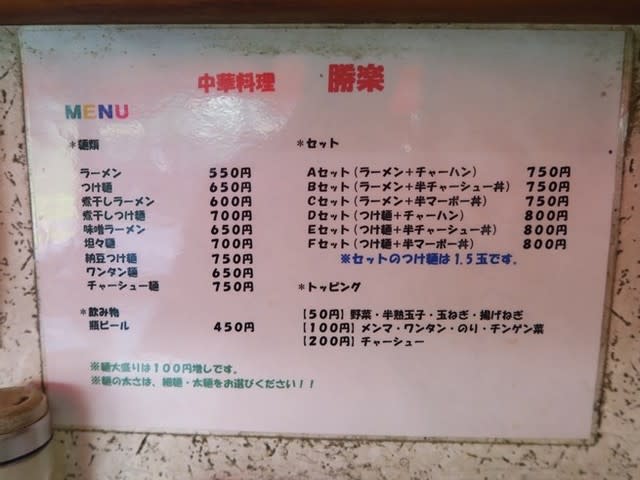 中華料理 勝楽
MENU
*麺類
ラーメン 550円
つけ麺 650円
煮干しラーメン 600円
煮干しつけ麺 700円
味噌ラーメン 650円
坦々麺 700円
納豆つけ麺 750円
ワンタン麺 650円
チャーシュー麺 750円
*飲み物
瓶ビール 450円
※麺大盛りは100円増しです。
※麺の太さは、細麺・太麺をお選びください!!
*セット
Aセット(ラーメン+チャーハン) 750円
Bセット(ラーメン+半チャーシュー丼) 750円
Cセット(ラーメン+半マーボー丼) 750円
Dセット(つけ麺+チャーハン) 800円
Eセット(つけ麺+半チャーシュー丼) 800円
Fセット(つけ麺+半マーボー丼) 800円
※セットのつけ麺は1.5玉です。
*トッピング
【50円】野菜・半熟玉子・玉ねぎ・揚げねぎ
【100円】メンマ・ワンタン・のり・チンゲン菜
【200円】チャーシュー